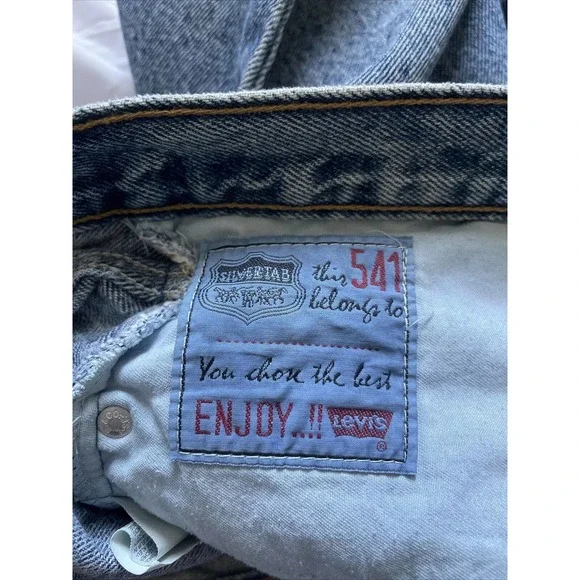 SILVERTAB
this 541
belongs to
You chose the best
ENJOY...!! Levi's
®